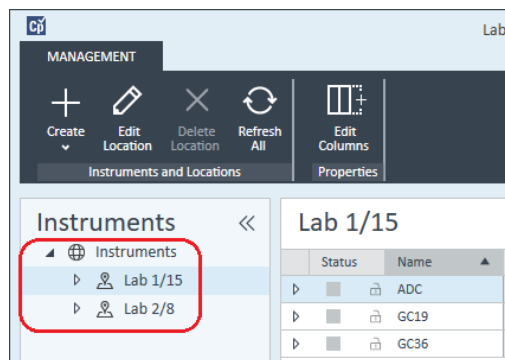 Cp
Lab
MANAGEMENT
Create
Edit Location
Delete Location
Refresh All
Edit Columns
Instruments and Locations
Properties
Instruments
Instruments
Lab 1/15
Lab 2/8
Lab 1/15
Status Name
ADC
GC19
GC36